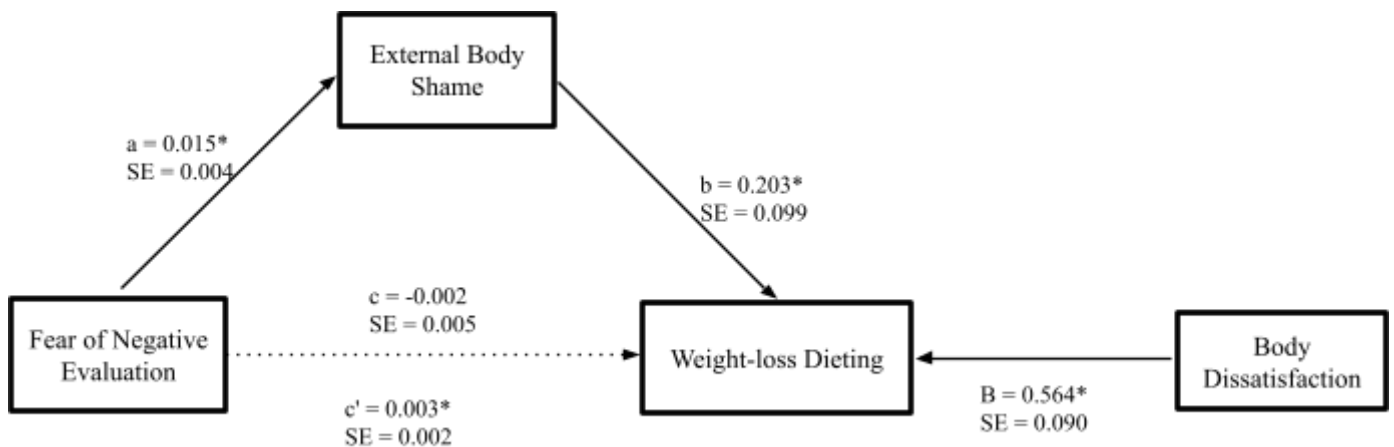 External Body
Shame
a = 0.015*
SE = 0.004
b = 0.203*
SE = 0.099
Fear of Negative
Evaluation
c = -0.002
SE = 0.005
Weight-loss Dieting
Body
Dissatisfaction
c' = 0.003*
SE = 0.002
B = 0.564*
SE = 0.090